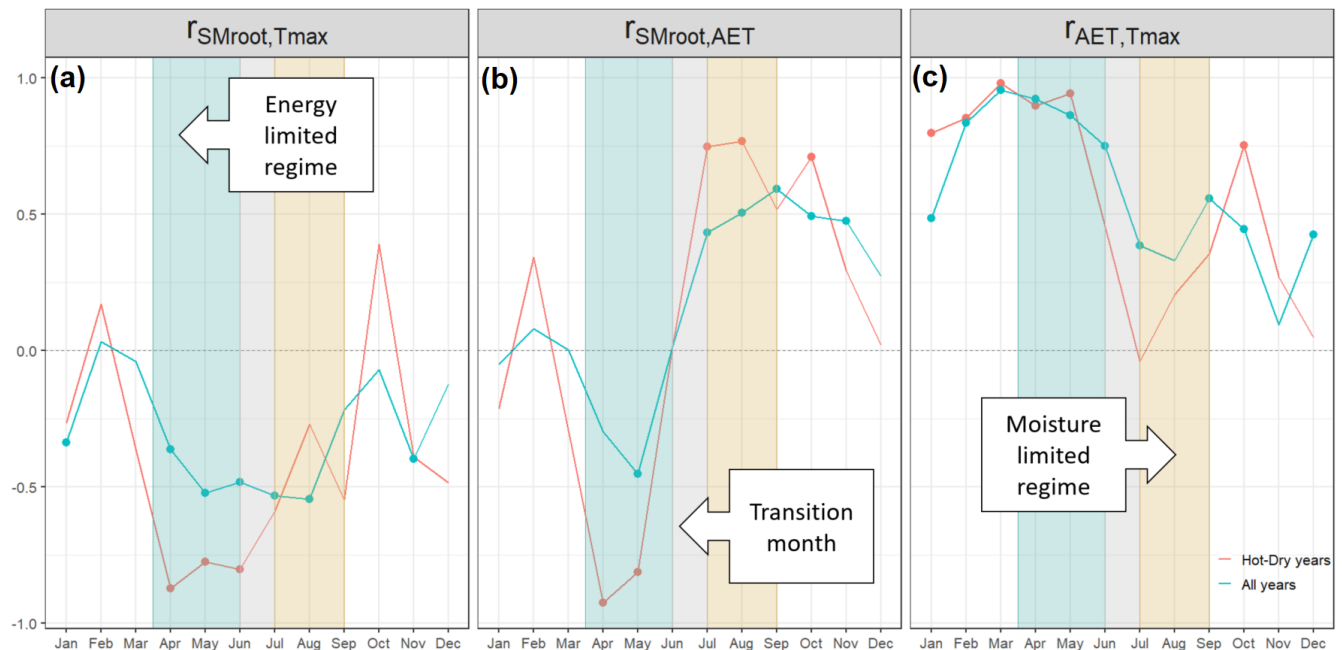 rSMroot,Tmax
rSMroot,AET
rAET,Tmax
(a)
(b)
(c)
Energy
limited
regime
Transition
month
Moisture
limited
regime
Hot-Dry years
All years
1.0
0.5
0.0
-0.5
-1.0
Jan Feb Mar Apr May Jun Jul Aug Sep Oct Nov Dec
Jan Feb Mar Apr May Jun Jul Aug Sep Oct Nov Dec
Jan Feb Mar Apr May Jun Jul Aug Sep Oct Nov Dec